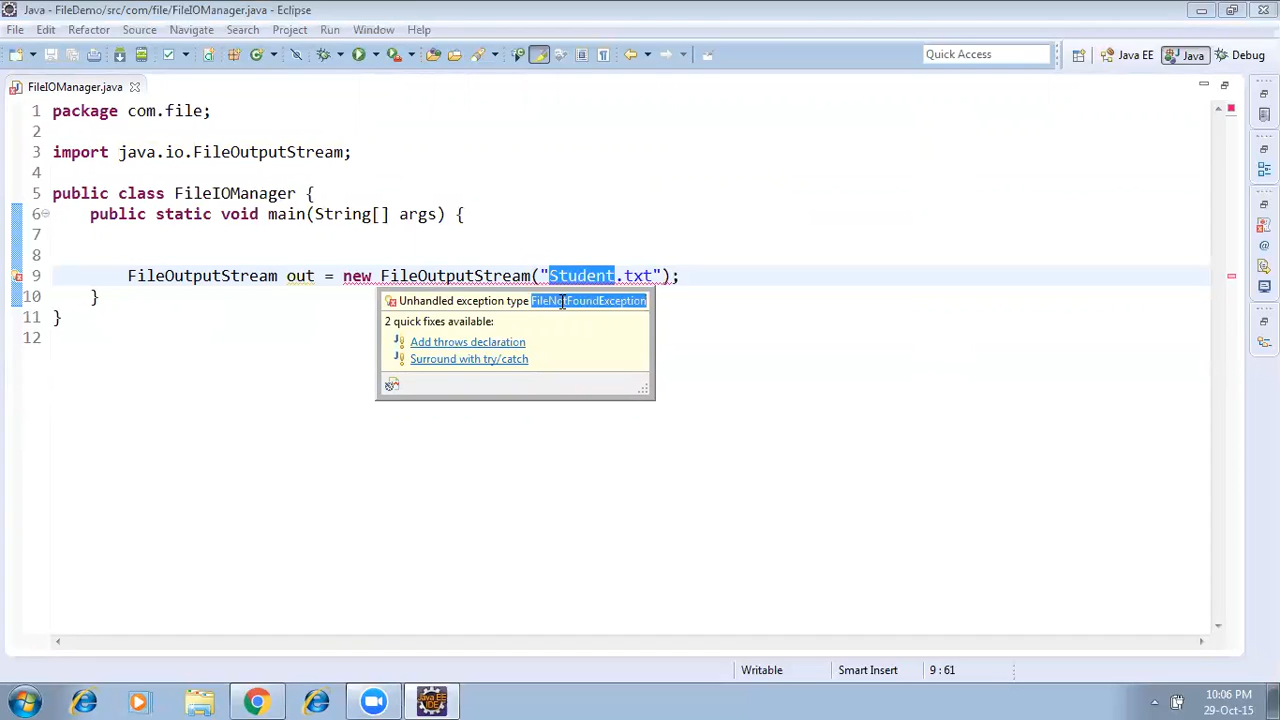 Java - FileDemo/src/com/file/FileIOManager.java - Eclipse
File Edit Refactor Source Navigate Search Project Run Window Help
Quick Access Java EE Java Debug
FileIOManager.java
1 package com.file;
2
3 import java.io.FileOutputStream;
4
5 public class FileIOManager {
6 public static void main(String[] args) {
7
8
9 FileOutputStream out = new FileOutputStream("Student.txt");
10 }
11 }
12
Unhandled exception type FileNotFoundException
2 quick fixes available:
Add throws declaration
Surround with try/catch
Writable Smart Insert 9 : 61
Java EE
IDE
10:06 PM
29-Oct-15